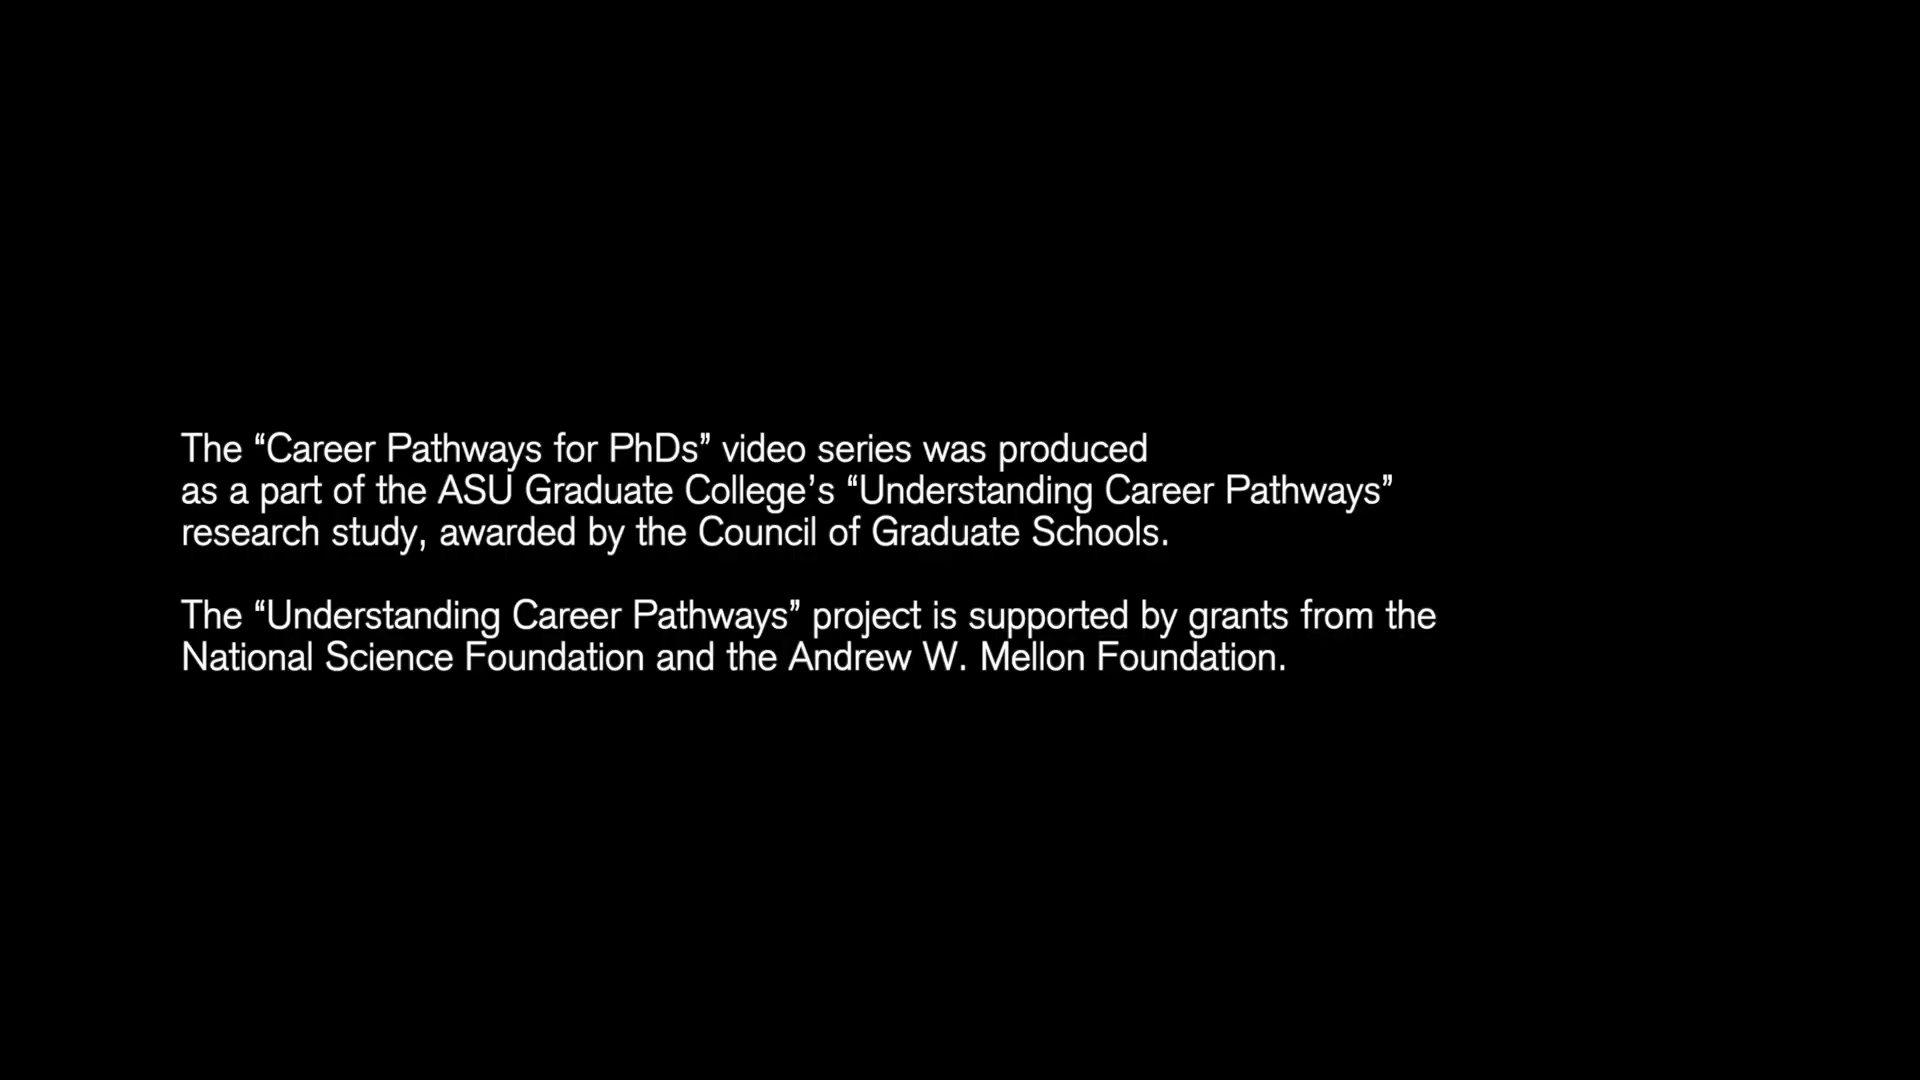 The “Career Pathways for PhDs” video series was produced
as a part of the ASU Graduate College’s “Understanding Career Pathways”
research study, awarded by the Council of Graduate Schools.
The “Understanding Career Pathways” project is supported by grants from the
National Science Foundation and the Andrew W. Mellon Foundation.